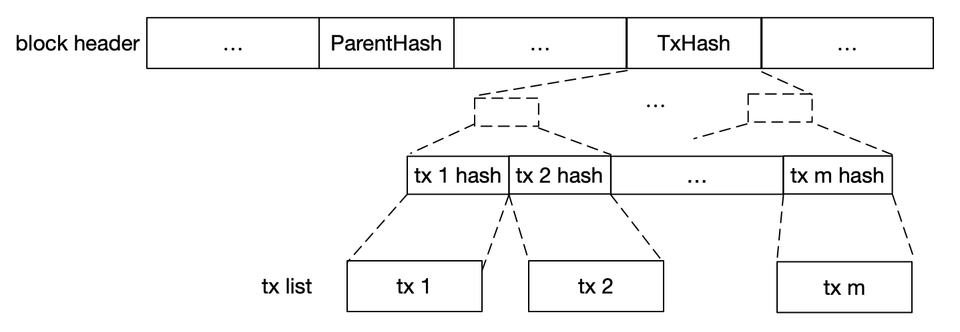 block header … ParentHash … TxHash …
…
tx 1 hash tx 2 hash … tx m hash
tx list tx 1 tx 2 tx m